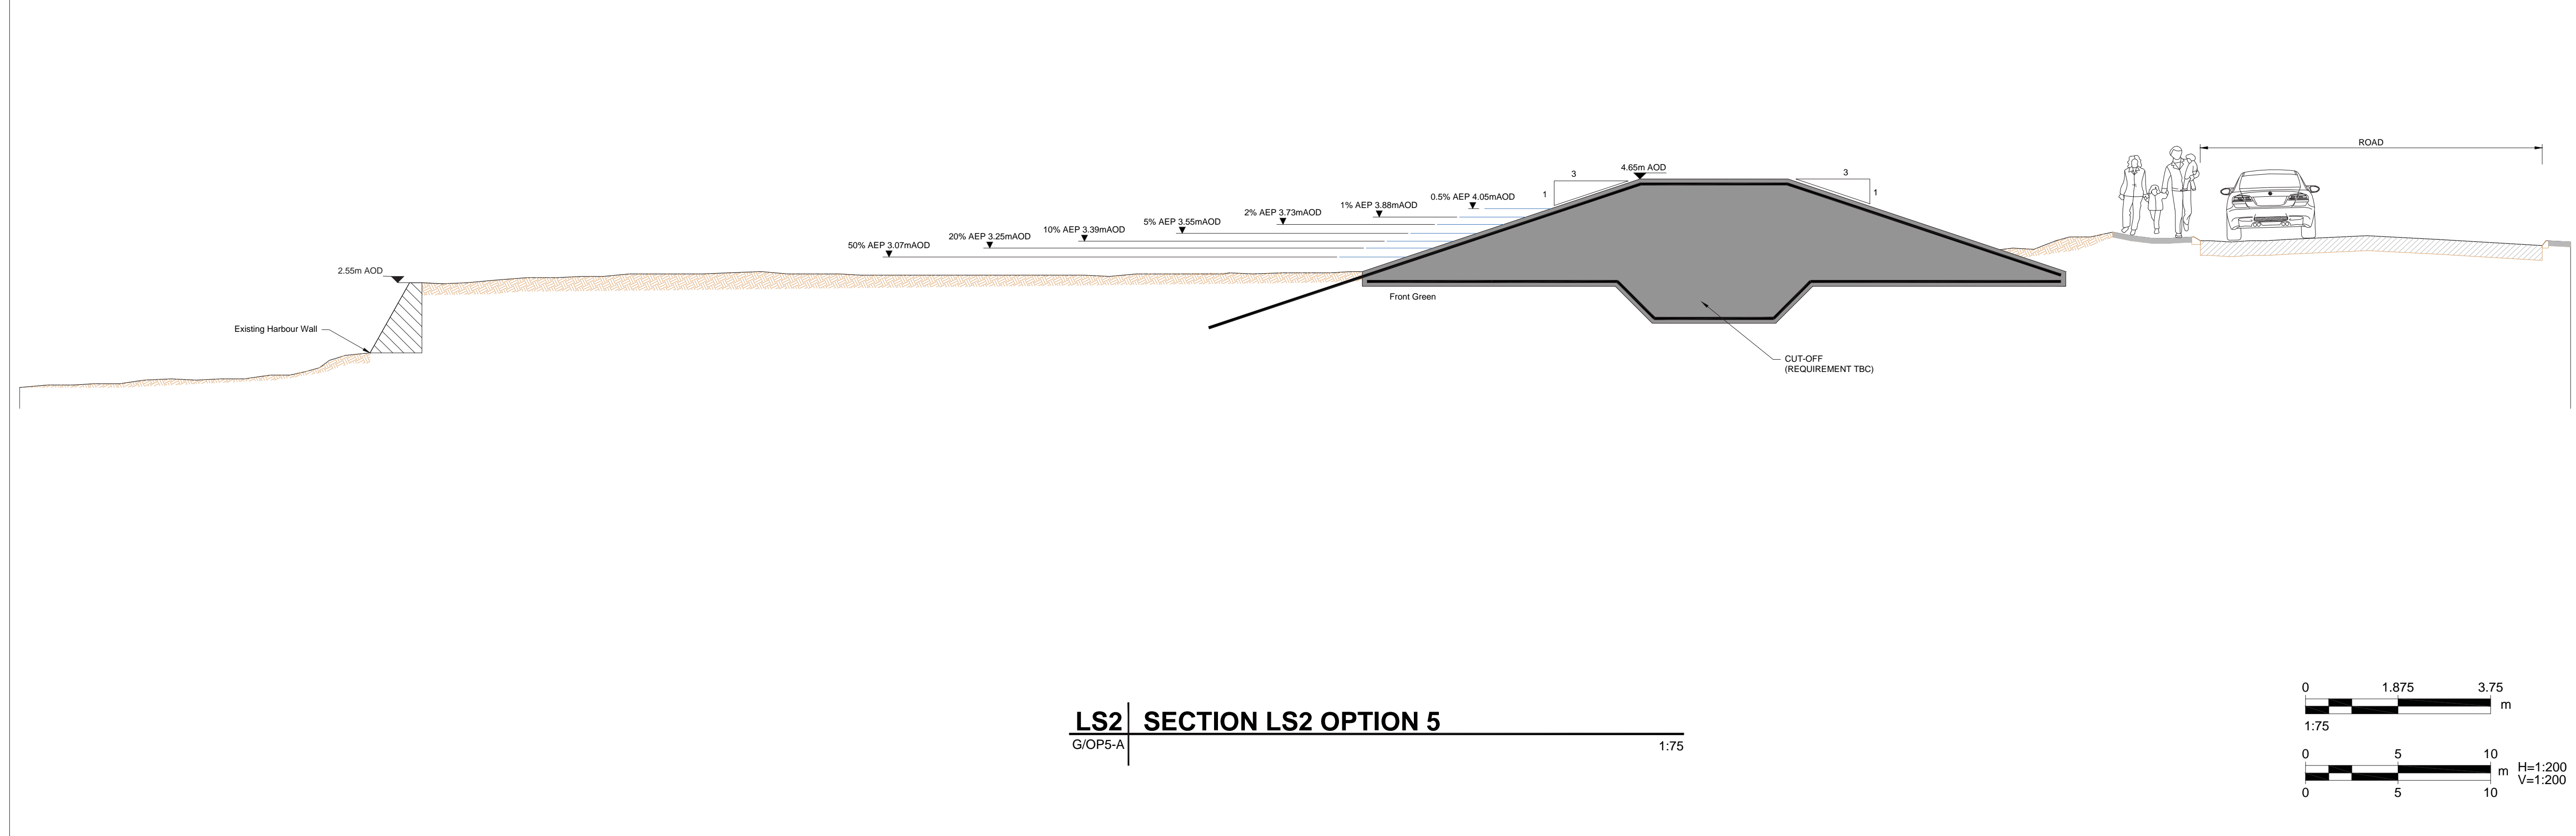 ROAD
4.65m AOD
3
1
3
1
0.5% AEP 4.05mAOD
1% AEP 3.88mAOD
2% AEP 3.73mAOD
5% AEP 3.55mAOD
10% AEP 3.39mAOD
20% AEP 3.25mAOD
50% AEP 3.07mAOD
2.55m AOD
Front Green
Existing Harbour Wall
CUT-OFF
(REQUIREMENT TBC)
LS2 SECTION LS2 OPTION 5
G/OP5-A 1:75
0 1.875 3.75
m
1:75
0 5 10
m H=1:200
V=1:200
0 5 10